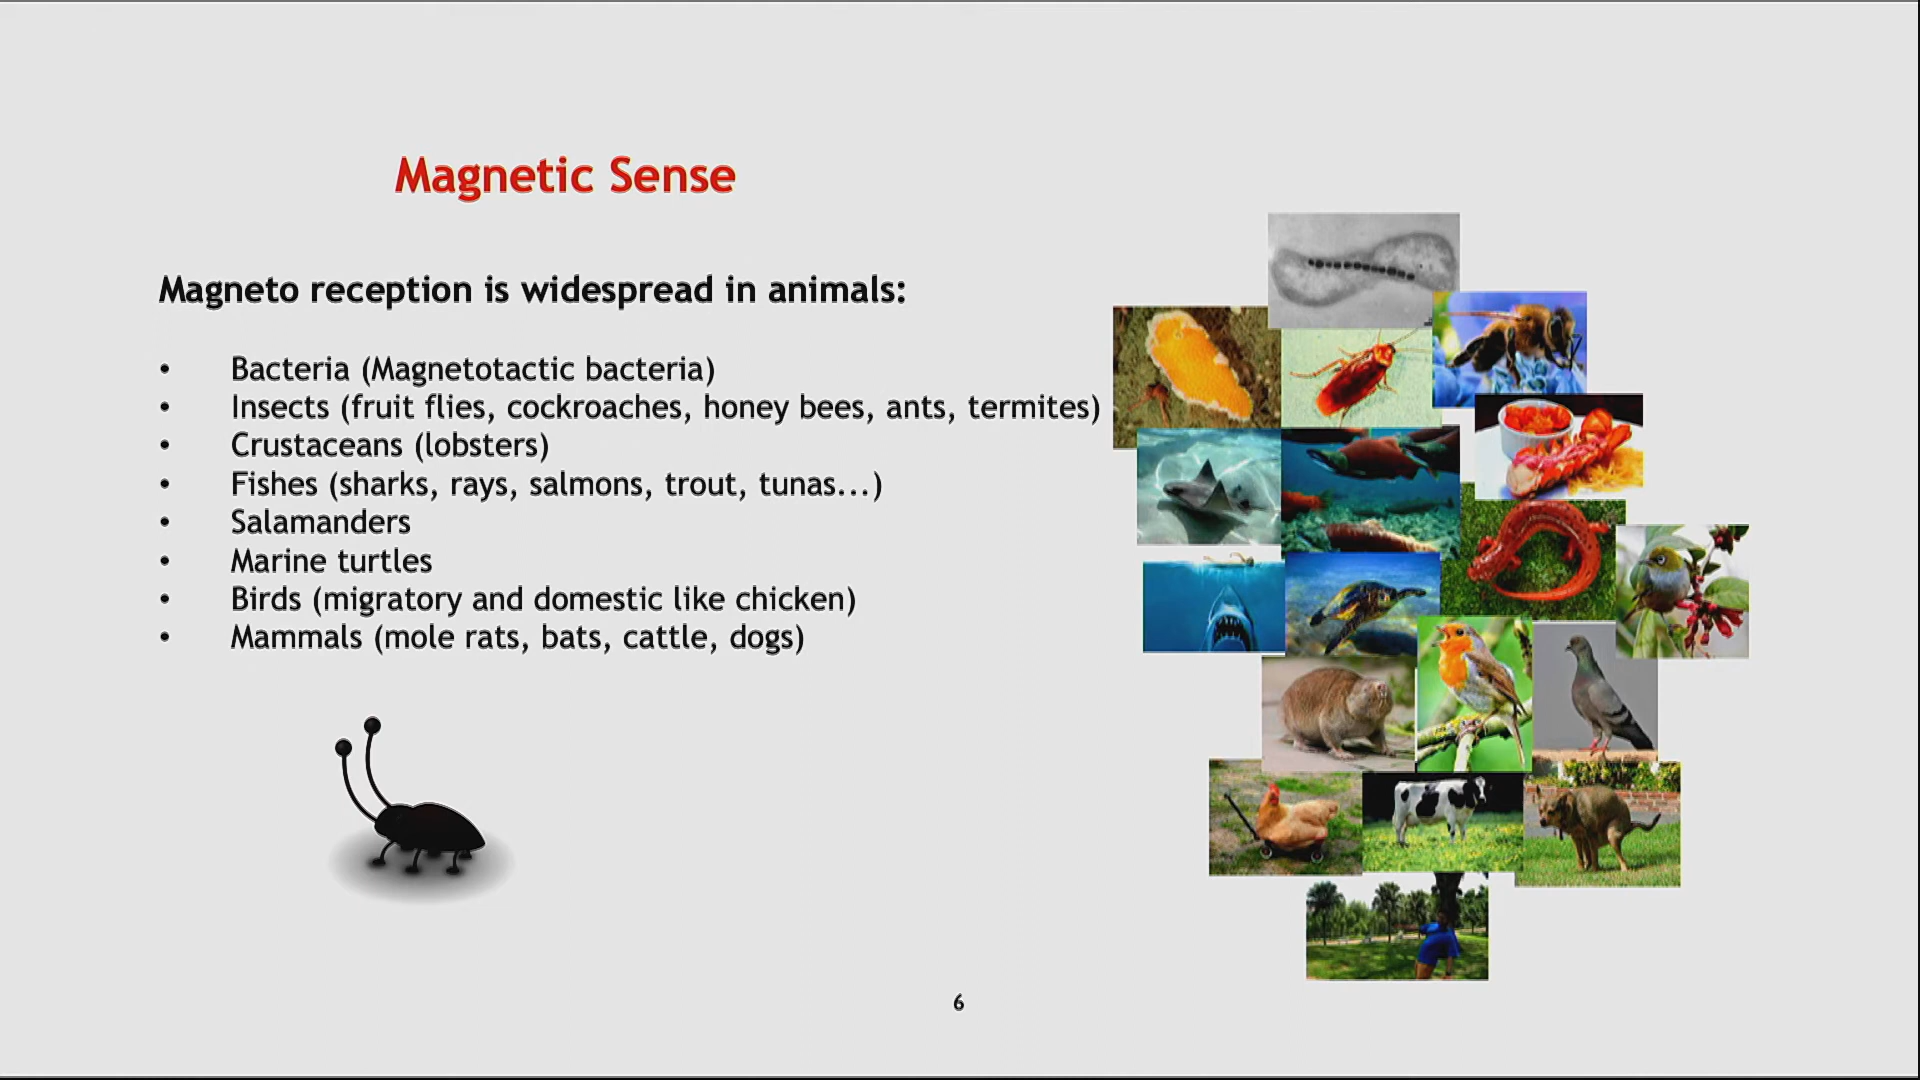 Magnetic Sense
Magneto reception is widespread in animals:
• Bacteria (Magnetotactic bacteria)
• Insects (fruit flies, cockroaches, honey bees, ants, termites)
• Crustaceans (lobsters)
• Fishes (sharks, rays, salmons, trout, tunas...)
• Salamanders
• Marine turtles
• Birds (migratory and domestic like chicken)
• Mammals (mole rats, bats, cattle, dogs)
6